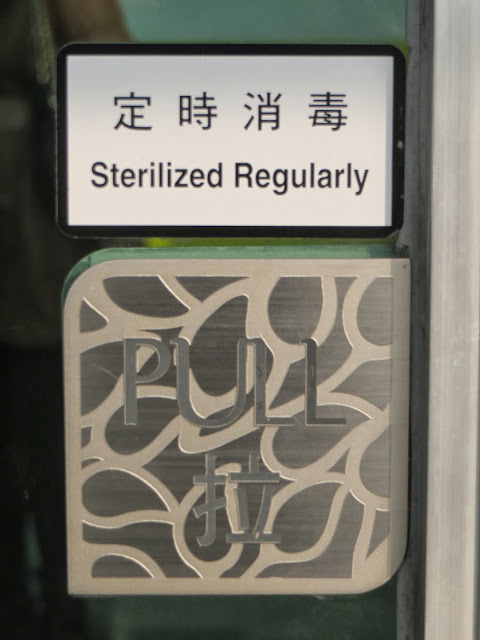 定時消毒
Sterilized Regularly
PULL
拉